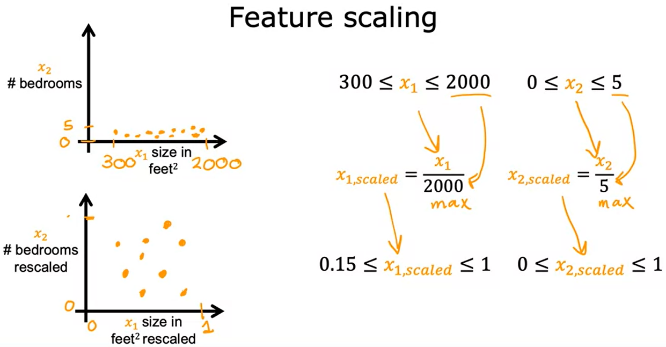 Feature scaling
x₂
# bedrooms
5
0
300 x₁ size in 2000
feet²
x₂
# bedrooms
rescaled
0
0 x₁ size in 1
feet² rescaled
300 ≤ x₁ ≤ 2000
x₁,scaled = x₁/2000
max
0.15 ≤ x₁,scaled ≤ 1
0 ≤ x₂ ≤ 5
x₂,scaled = x₂/5
max
0 ≤ x₂,scaled ≤ 1